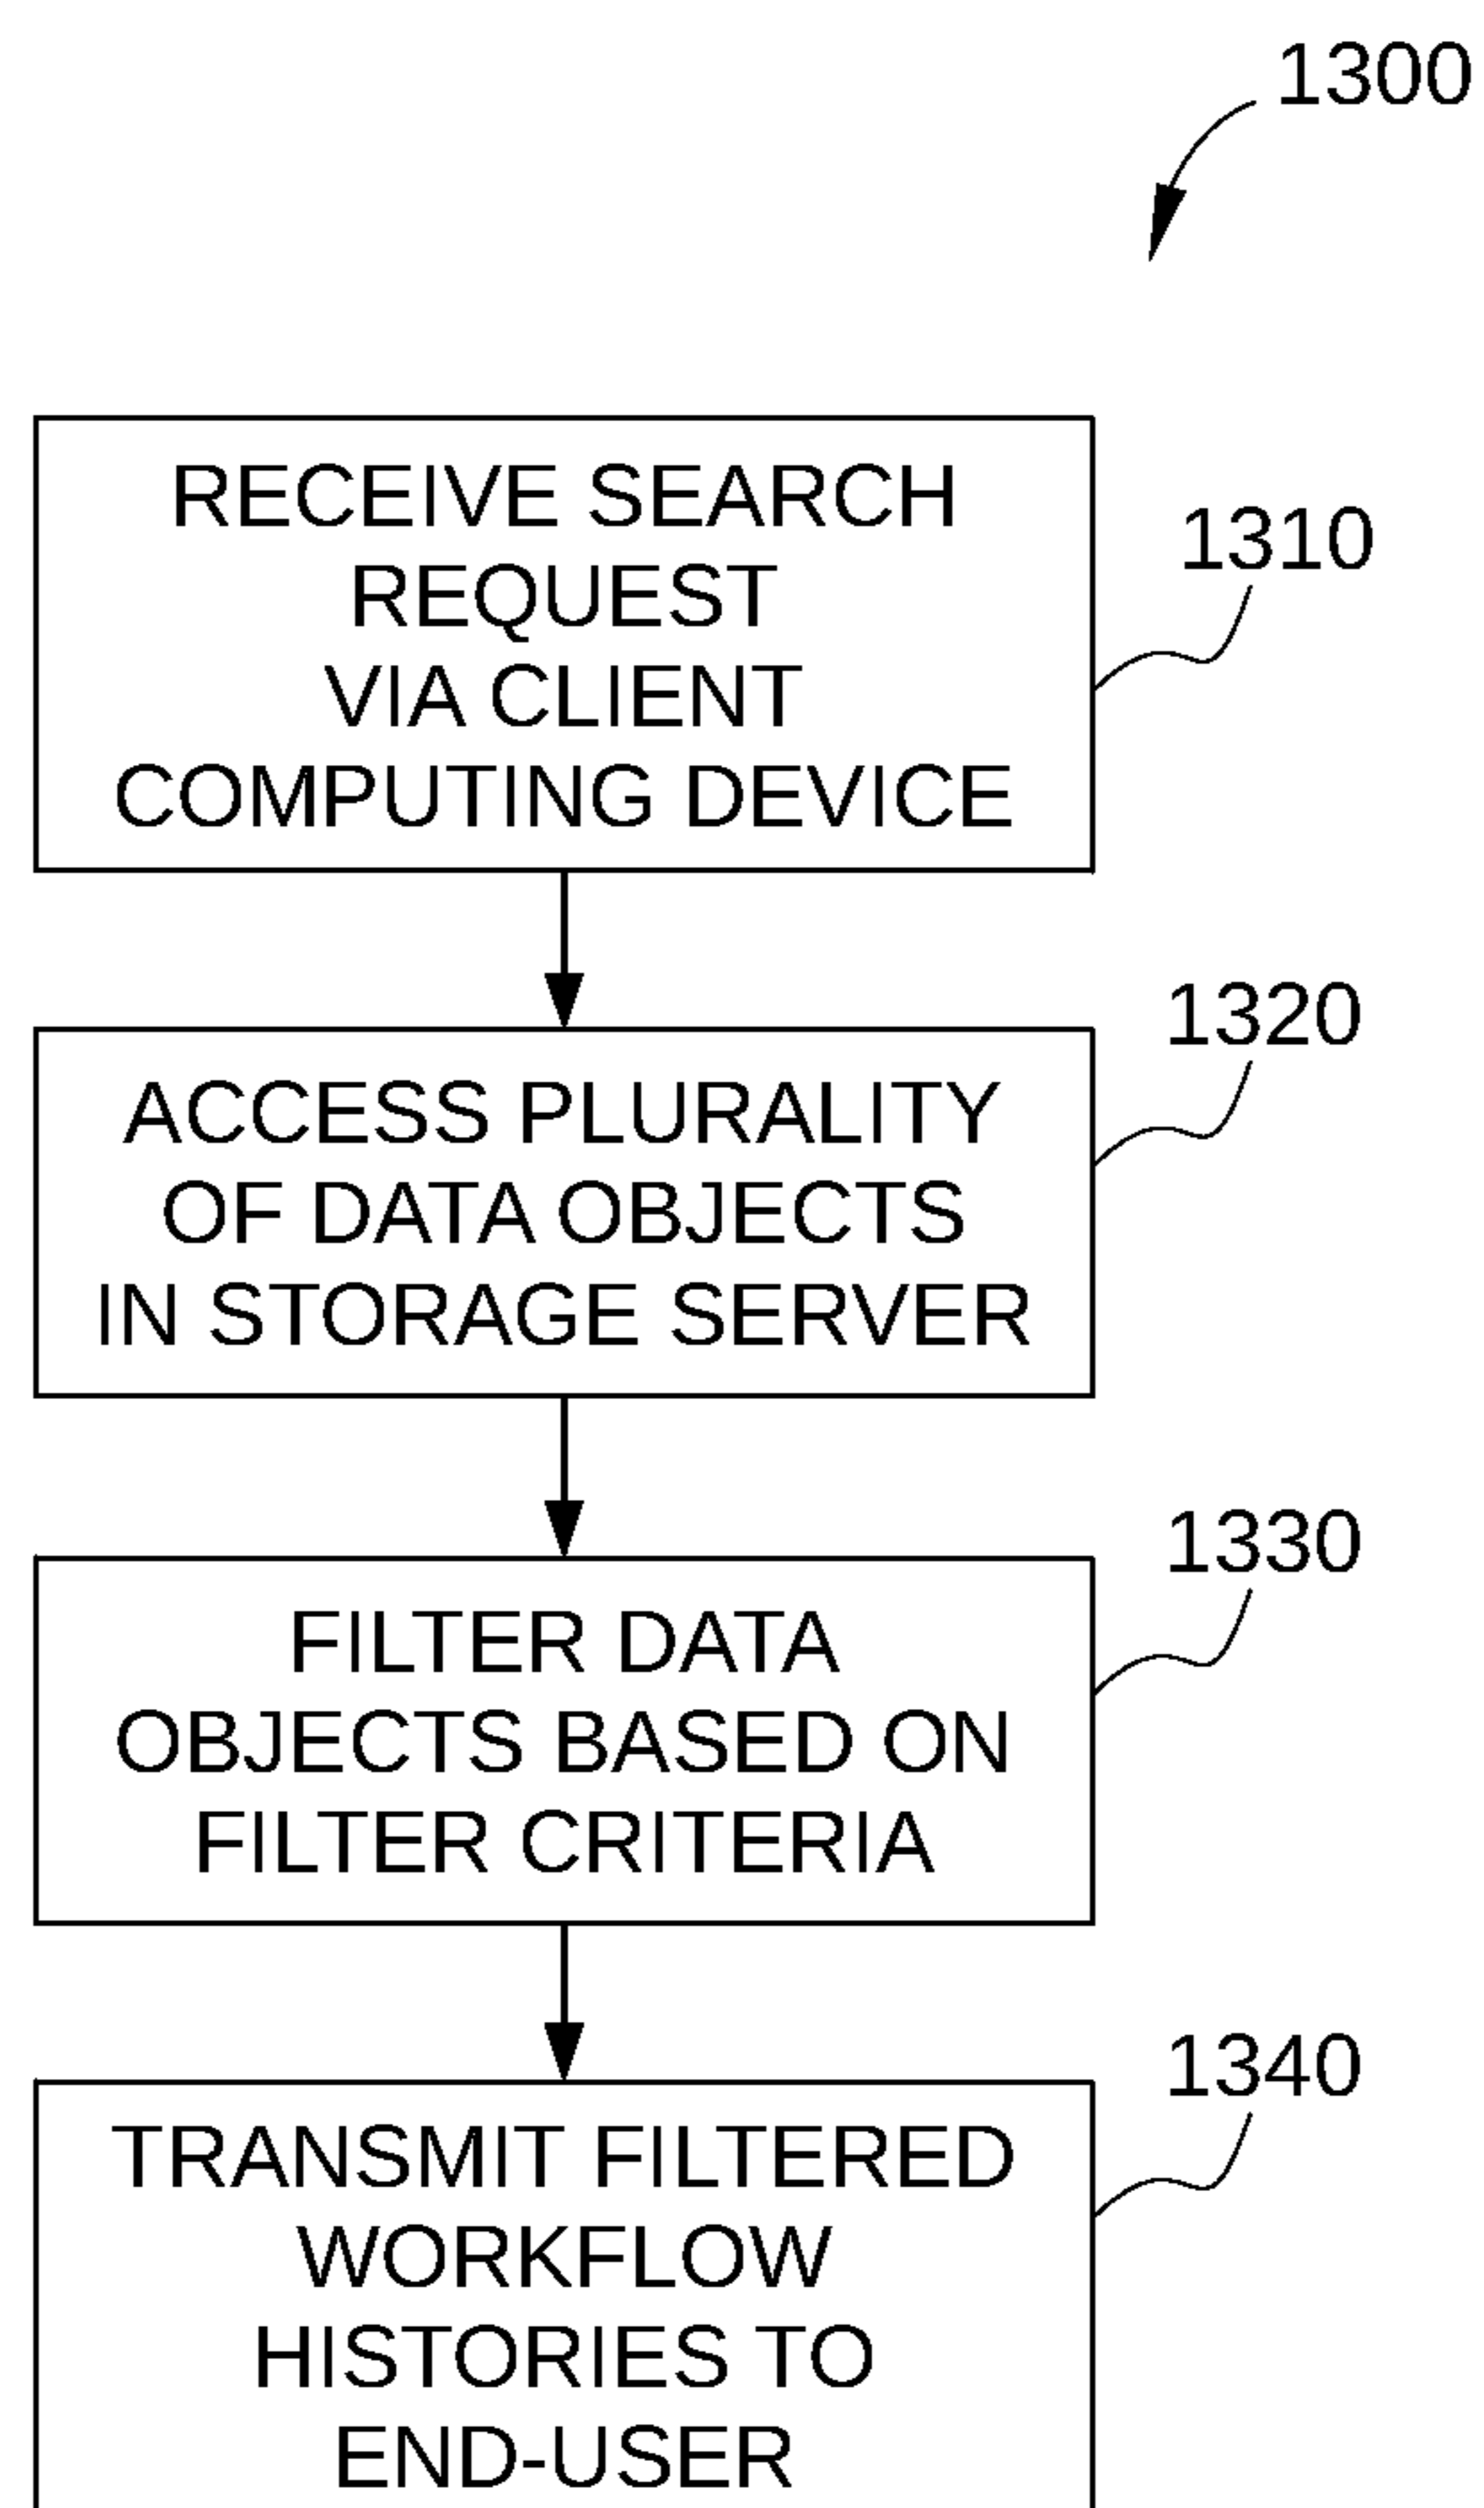 1300
RECEIVE SEARCH
REQUEST
VIA CLIENT
COMPUTING DEVICE
1310
ACCESS PLURALITY
OF DATA OBJECTS
IN STORAGE SERVER
1320
FILTER DATA
OBJECTS BASED ON
FILTER CRITERIA
1330
TRANSMIT FILTERED
WORKFLOW
HISTORIES TO
END-USER
1340